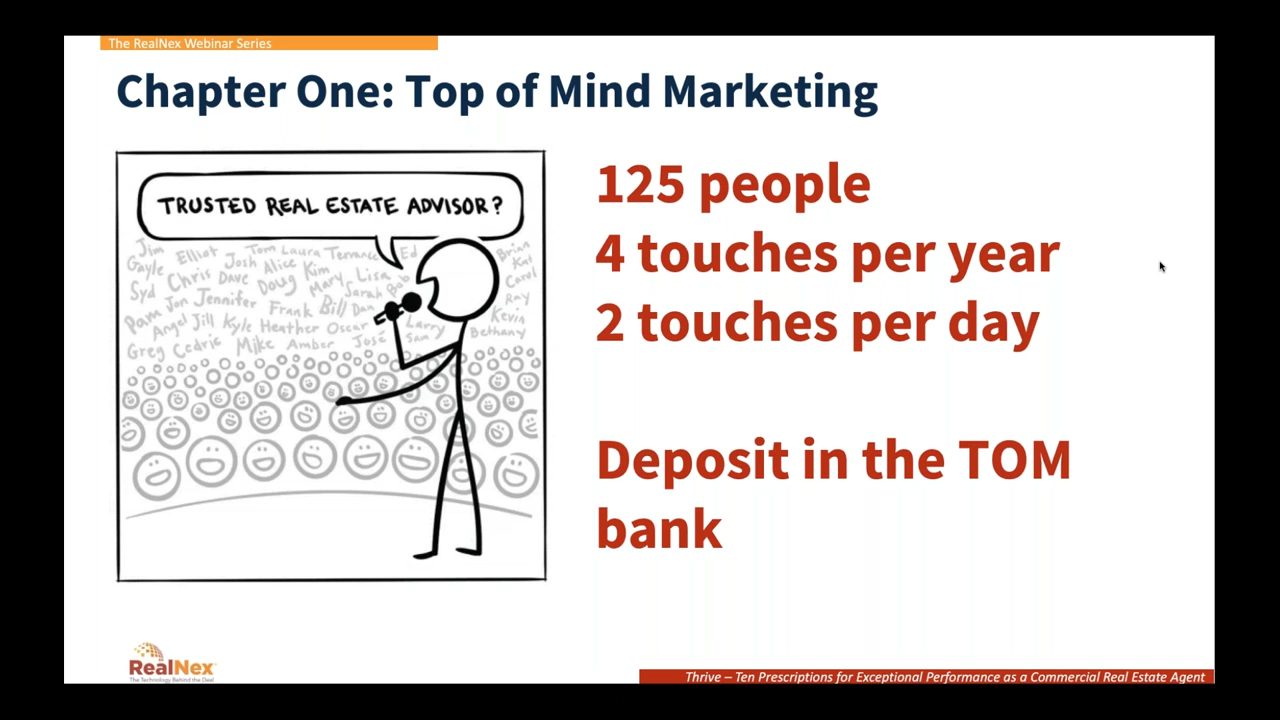 The RealNex Webinar Series
Chapter One: Top of Mind Marketing
TRUSTED REAL ESTATE ADVISOR?
Jim Elliot Tom Laura Terrance Ed Brian
Gayle Josh Alice Kim Kat
Syd Chris Dave Doug Mary Lisa Bob Carol
Jon Jennifer Sarah Ray
Pam Frank Bill Dan Kevin
Angel Jill Kyle Heather Oscar Larry Bethany
Greg Cedric Mike Amber José Sam
125 people
4 touches per year
2 touches per day
Deposit in the TOM
bank
RealNex
The Technology Behind the Deal
Thrive – Ten Prescriptions for Exceptional Performance as a Commercial Real Estate Agent